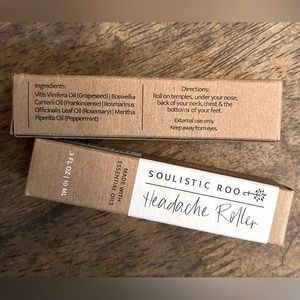 Ingredients:
Vitis Vinifera Oil (Grapeseed) | Boswellia
Carterii Oil (Frankincense) | Rosmarinus
Officinalis Leaf Oil (Rosemary) | Mentha
Piperita Oil (Peppermint)
Directions:
Roll on temples, under your nose,
back of your neck, chest & the
bottoms of your feet.
External use only.
Keep away from eyes.
.3 FL OZ | 10 ML
MADE WITH
ESSENTIAL OILS
SOULISTIC ROOT
Headache Roller